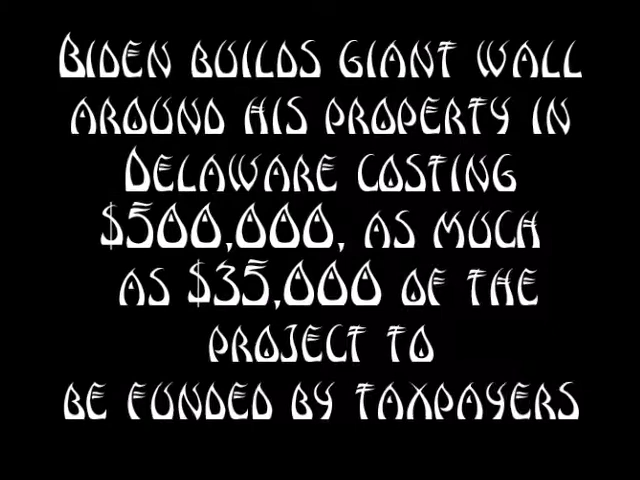 Biden builds giant wall
around his property in
Delaware costing
$500,000, as much
as $35,000 of the
project to
be funded by taxpayers